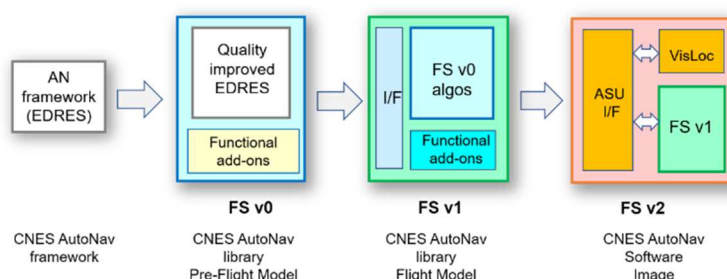 AN
framework
(EDRES)
Quality
improved
EDRES
Functional
add-ons
I/F
FS v0
algos
Functional
add-ons
ASU
I/F
VisLoc
FS v1
FS v0
FS v1
FS v2
CNES AutoNav
framework
CNES AutoNav
library
Pre-Flight Model
CNES AutoNav
library
Flight Model
CNES AutoNav
Software
Image